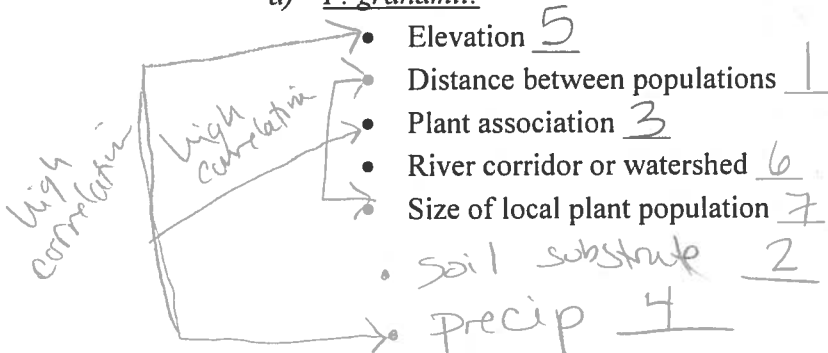 • Elevation 5
• Distance between populations 1
• Plant association 3
• River corridor or watershed 6
• Size of local plant population 7
• Soil substrate 2
• precip 4
high correlation
high correlation